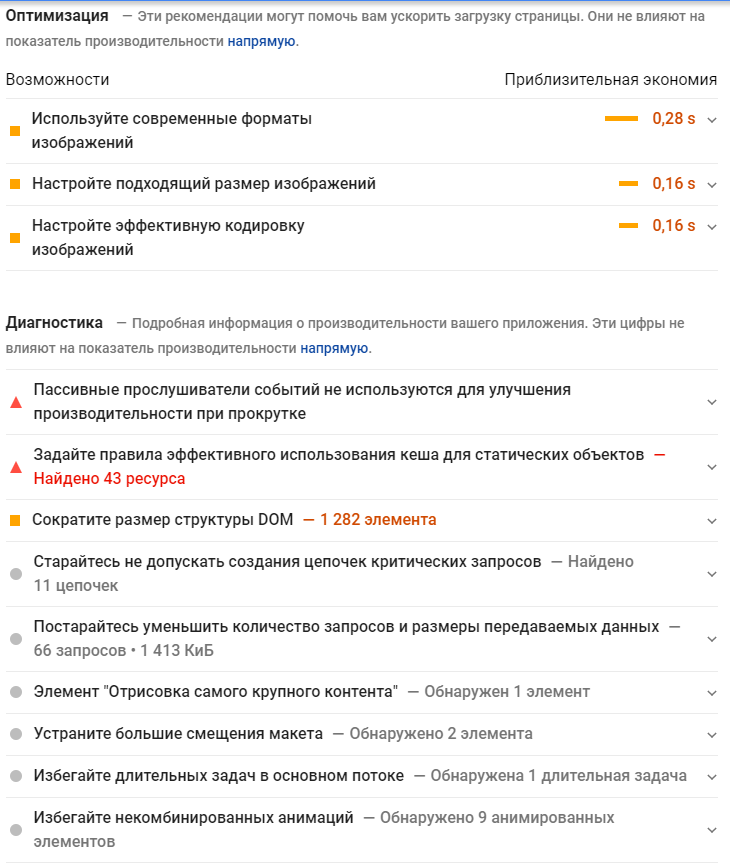 Оптимизация — Эти рекомендации могут помочь вам ускорить загрузку страницы. Они не влияют на
показатель производительности напрямую.
Возможности Приблизительная экономия
Используйте современные форматы 0,28 s
изображений
Настройте подходящий размер изображений 0,16 s
Настройте эффективную кодировку 0,16 s
изображений
Диагностика — Подробная информация о производительности вашего приложения. Эти цифры не
влияют на показатель производительности напрямую.
Пассивные прослушиватели событий не используются для улучшения
производительности при прокрутке
Задайте правила эффективного использования кеша для статических объектов —
Найдено 43 ресурса
Сократите размер структуры DOM — 1 282 элемента
Старайтесь не допускать создания цепочек критических запросов — Найдено
11 цепочек
Постарайтесь уменьшить количество запросов и размеры передаваемых данных —
66 запросов • 1 413 КиБ
Элемент "Отрисовка самого крупного контента" — Обнаружен 1 элемент
Устраните большие смещения макета — Обнаружено 2 элемента
Избегайте длительных задач в основном потоке — Обнаружена 1 длительная задача
Избегайте некомбинированных анимаций — Обнаружено 9 анимированных
элементов